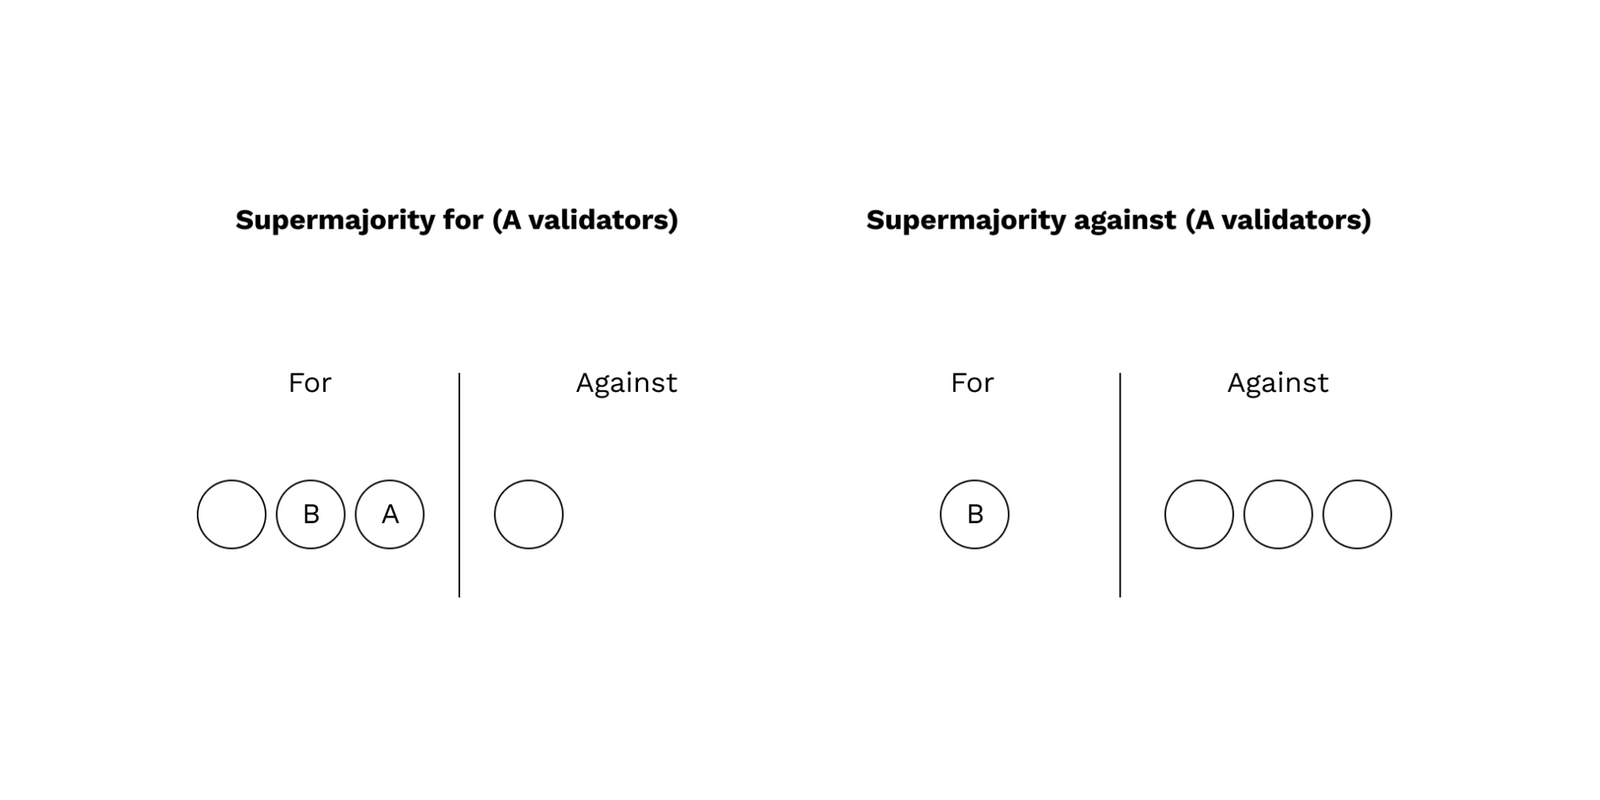 Supermajority for (A validators)
For
Against
B
A
Supermajority against (A validators)
For
Against
B